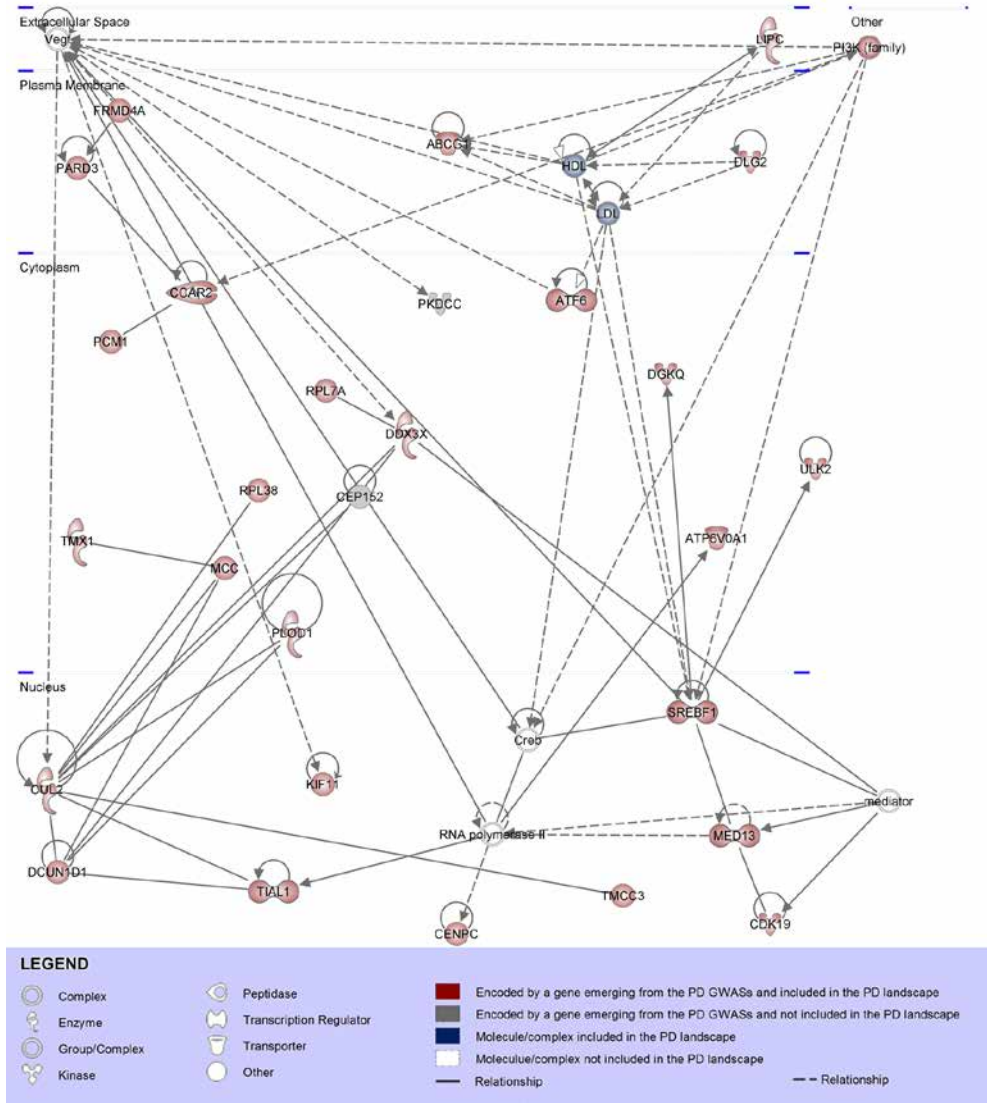 Extracellular Space
Other
Vegf
LIPC
PI3K (family)
Plasma Membrane
FRMD4A
ABCG1
HDL
DLG2
PARD3
LDL
Cytoplasm
CCAR2
PKDCC
ATF6
PCM1
DGKQ
RPL7A
DDX3X
ULK2
RPL38
CEP152
TMX1
ATP6V0A1
MCC
PLOD1
Nucleus
SREBF1
Creb
CUL2
KIF11
mediator
RNA polymerase II
MED13
DCUN1D1
TIAL1
TMCC3
CENPC
CDK19
LEGEND
Complex
Enzyme
Group/Complex
Kinase
Peptidase
Transcription Regulator
Transporter
Other
Encoded by a gene emerging from the PD GWASs and included in the PD landscape
Encoded by a gene emerging from the PD GWASs and not included in the PD landscape
Molecule/complex included in the PD landscape
Moleculue/complex not included in the PD landscape
Relationship
Relationship